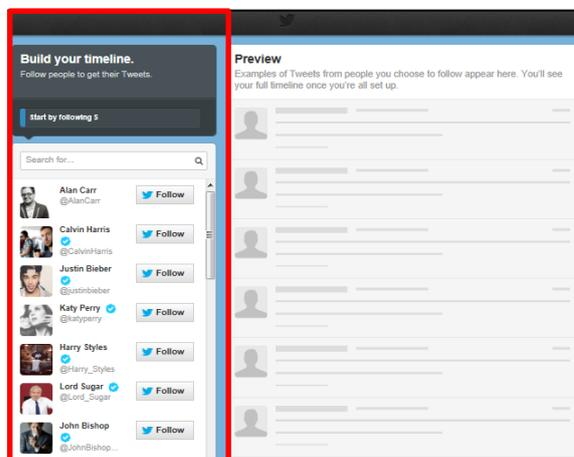 Build your timeline.
Follow people to get their Tweets.
Start by following 5
Search for...
Alan Carr
@AlanCarr
Follow
Calvin Harris
@CalvinHarris
Follow
Justin Bieber
@justinbieber
Follow
Katy Perry
@katyperry
Follow
Harry Styles
@Harry_Styles
Follow
Lord Sugar
@Lord_Sugar
Follow
John Bishop
@JohnBishop...
Follow
Preview
Examples of Tweets from people you choose to follow appear here. You'll see
your full timeline once you're all set up.